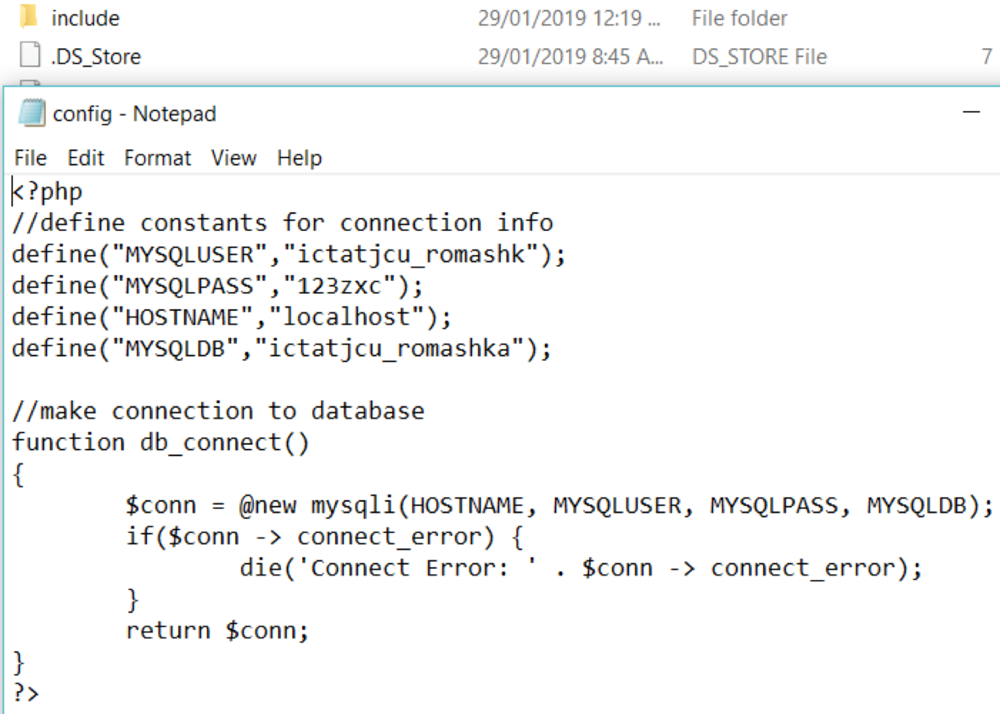 include 29/01/2019 12:19 ... File folder
.DS_Store 29/01/2019 8:45 A... DS_STORE File 7
config - Notepad
File Edit Format View Help
<?php
//define constants for connection info
define("MYSQLUSER","ictatjcu_romashk");
define("MYSQLPASS","123zxc");
define("HOSTNAME","localhost");
define("MYSQLDB","ictatjcu_romashka");
//make connection to database
function db_connect()
{
$conn = @new mysqli(HOSTNAME, MYSQLUSER, MYSQLPASS, MYSQLDB);
if($conn -> connect_error) {
die('Connect Error: ' . $conn -> connect_error);
}
return $conn;
}
?>